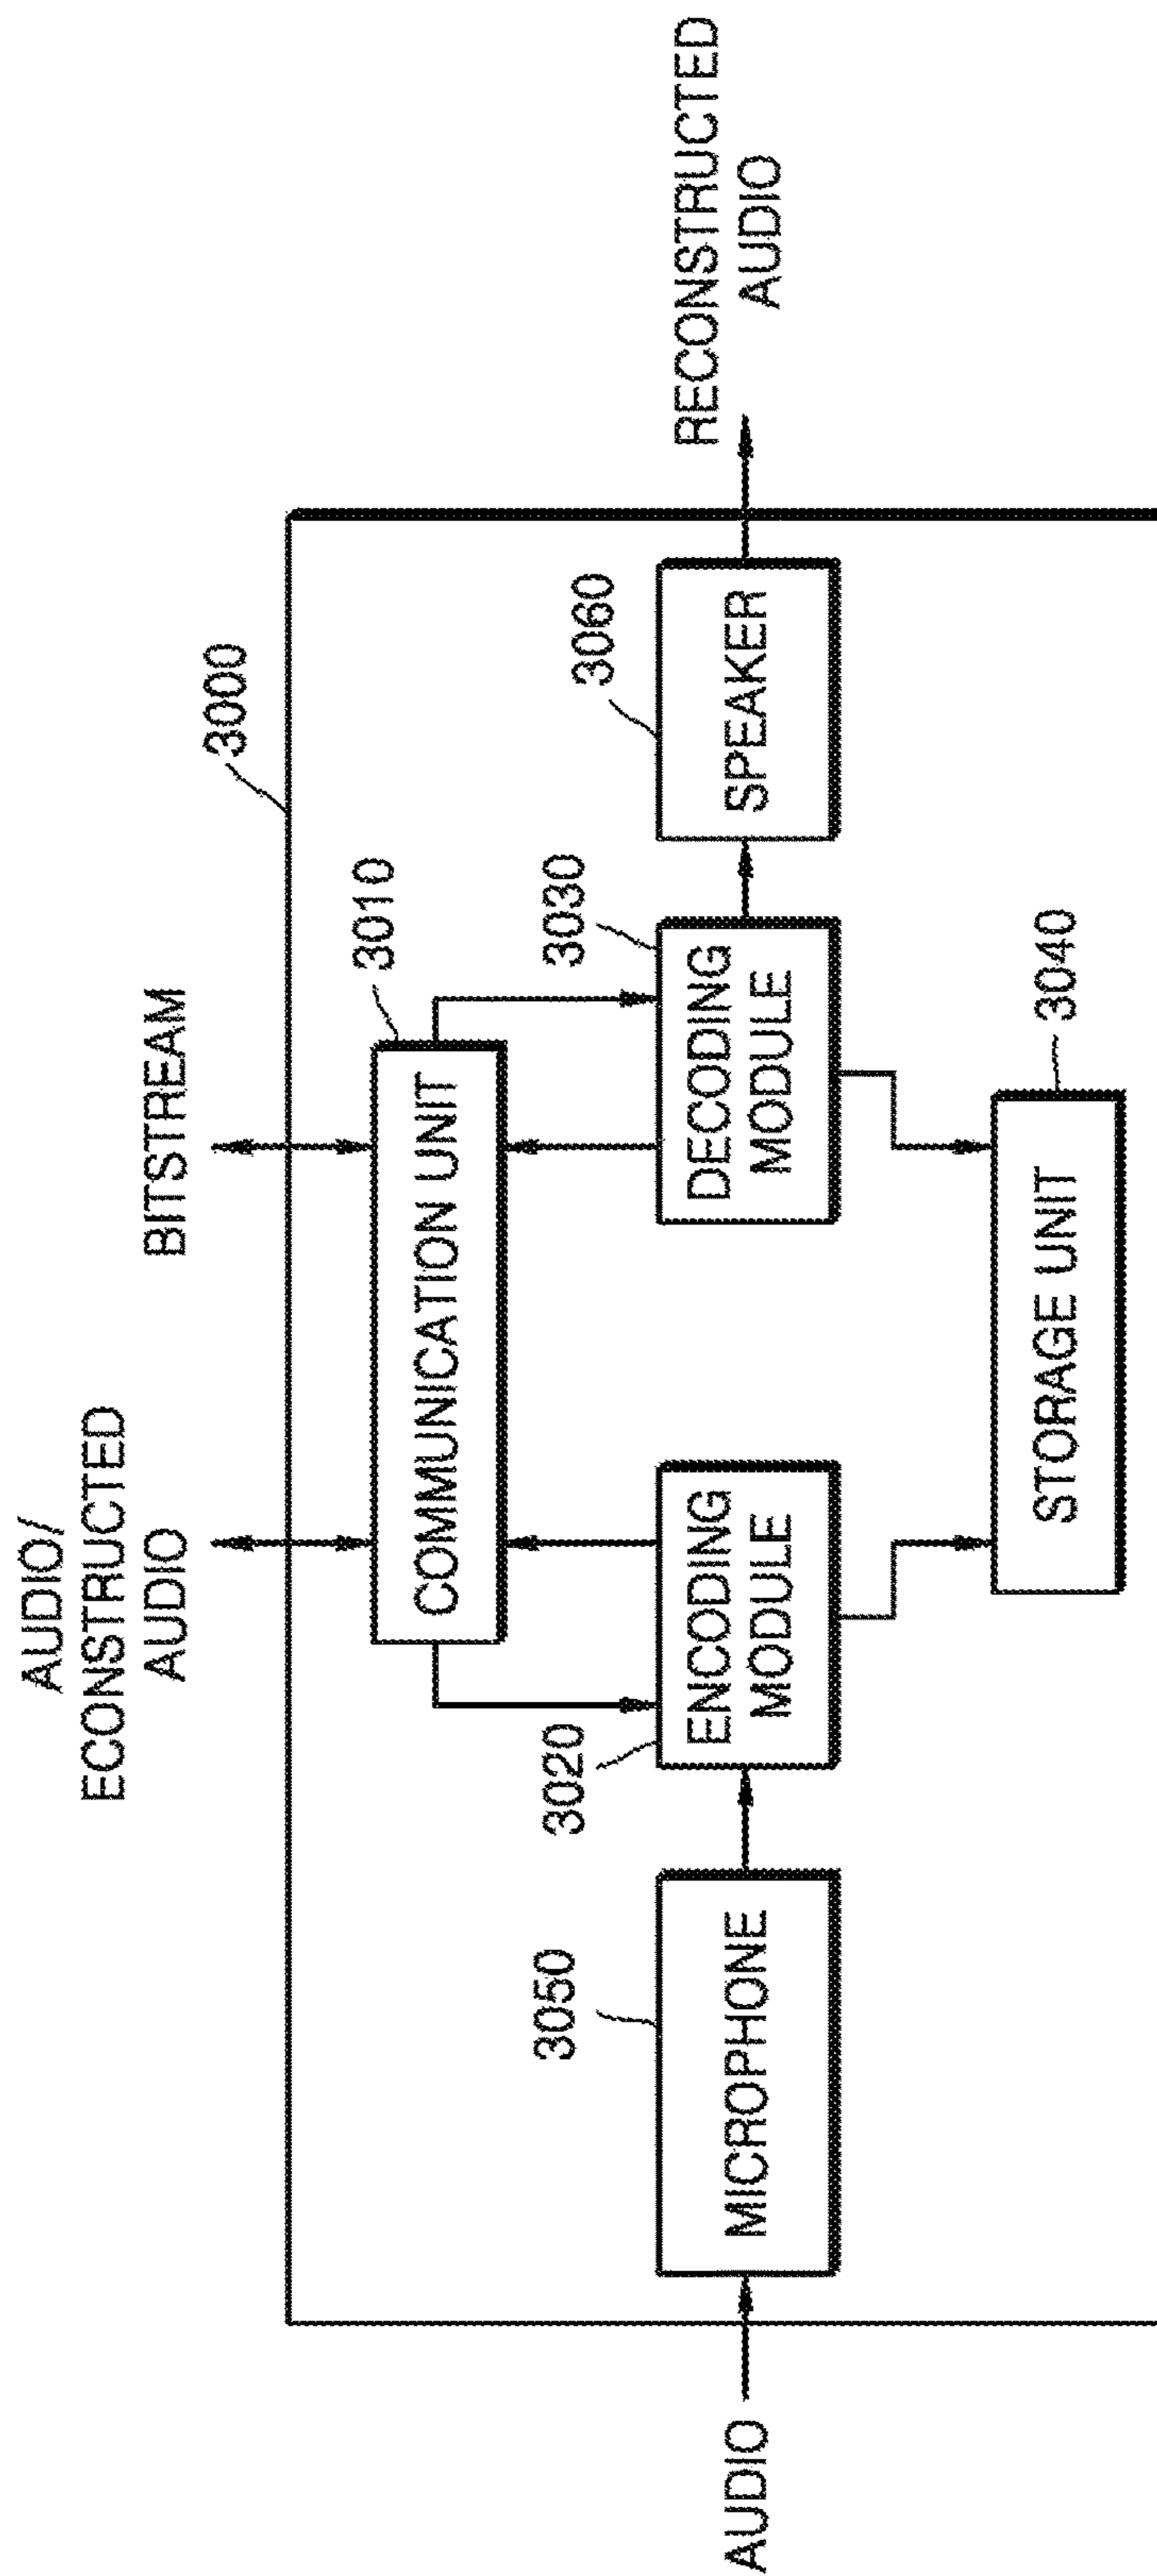 AUDIO/
ECONSTRUCTED
AUDIO
BITSTREAM
3000
3010
COMMUNICATION UNIT
3050
3020
3030
3060
AUDIO
MICROPHONE
ENCODING
MODULE
DECODING
MODULE
SPEAKER
RECONSTRUCTED
AUDIO
STORAGE UNIT
3040